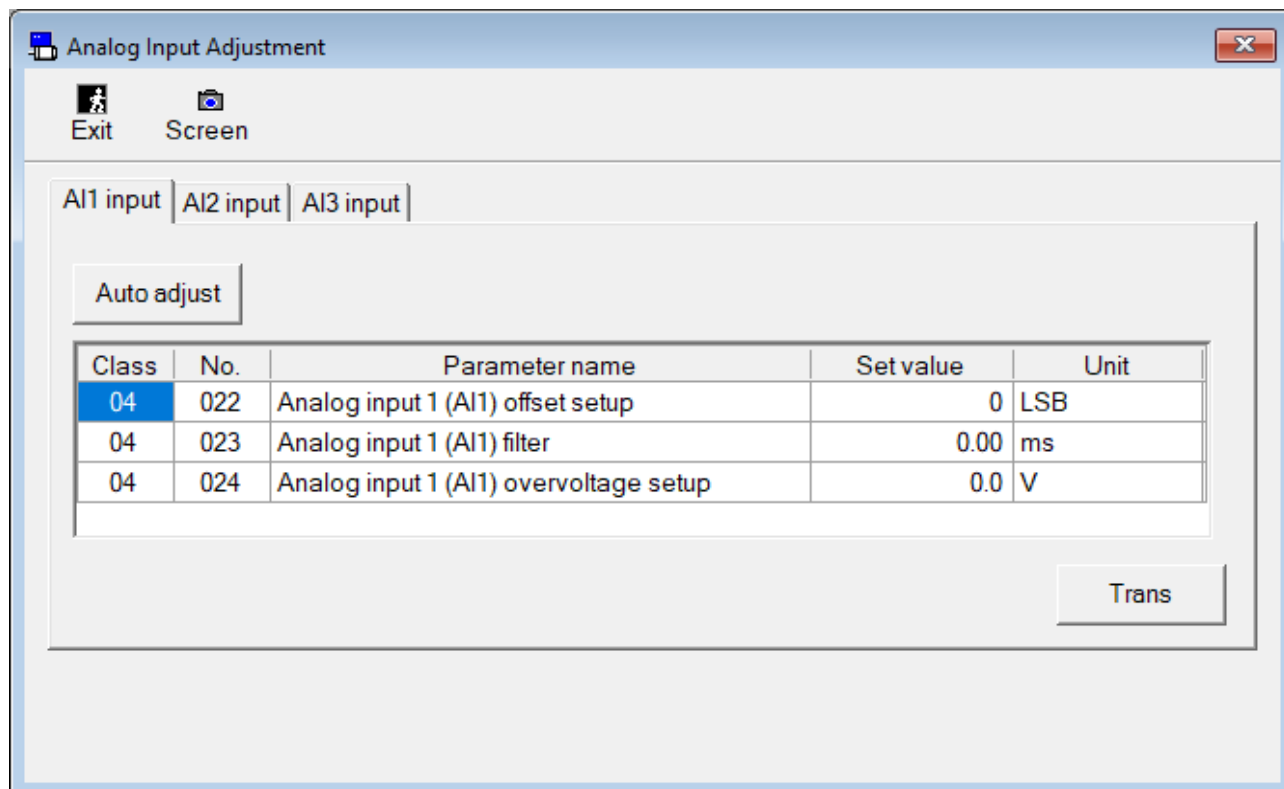 Analog Input Adjustment
Exit Screen
AI1 input AI2 input AI3 input
Auto adjust
Class No. Parameter name Set value Unit
04 022 Analog input 1 (AI1) offset setup 0 LSB
04 023 Analog input 1 (AI1) filter 0.00 ms
04 024 Analog input 1 (AI1) overvoltage setup 0.0 V
Trans